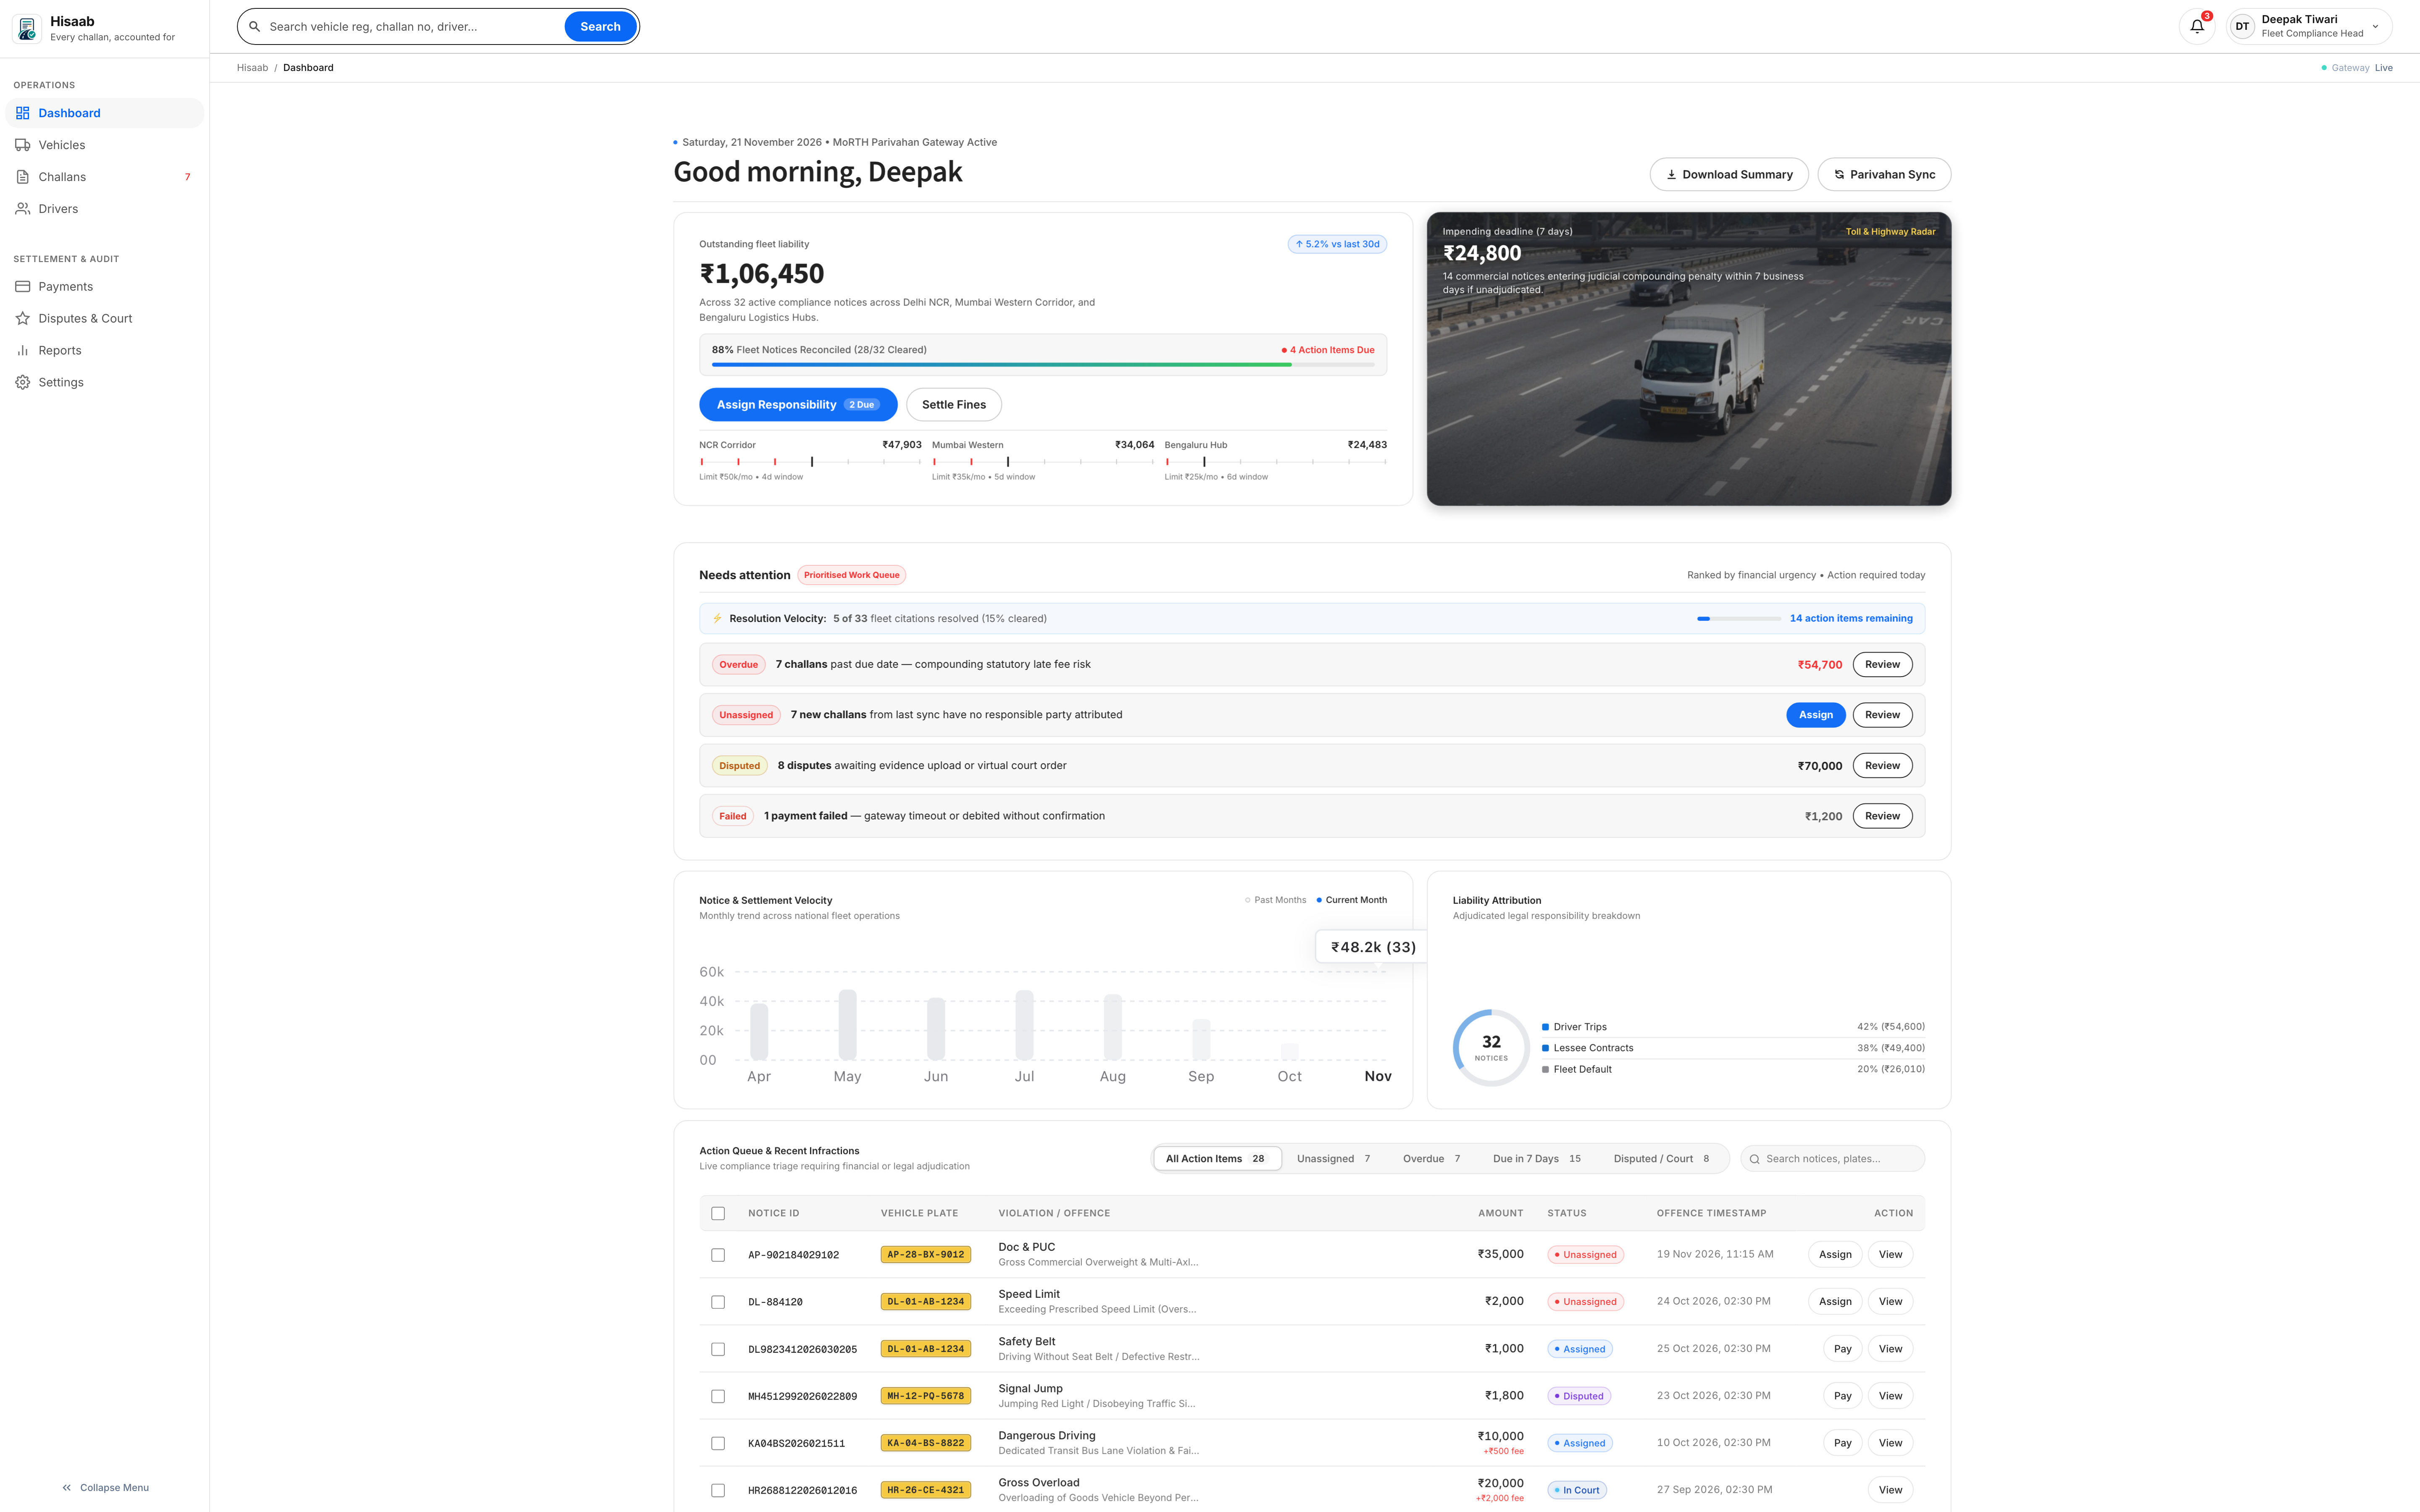 Hisaab
Every challan, accounted for
Search vehicle reg, challan no, driver...
Search
3
DT
Deepak Tiwari
Fleet Compliance Head
Hisaab / Dashboard
Gateway Live
OPERATIONS
Dashboard
Vehicles
Challans 7
Drivers
SETTLEMENT & AUDIT
Payments
Disputes & Court
Reports
Settings
Collapse Menu
Saturday, 21 November 2026 • MoRTH Parivahan Gateway Active
Good morning, Deepak
Download Summary
Parivahan Sync
Outstanding fleet liability
↑ 5.2% vs last 30d
₹1,06,450
Across 32 active compliance notices across Delhi NCR, Mumbai Western Corridor, and
Bengaluru Logistics Hubs.
88% Fleet Notices Reconciled (28/32 Cleared)
4 Action Items Due
Assign Responsibility 2 Due
Settle Fines
NCR Corridor ₹47,903
Limit ₹50k/mo • 4d window
Mumbai Western ₹34,064
Limit ₹35k/mo • 5d window
Bengaluru Hub ₹24,483
Limit ₹25k/mo • 6d window
Impending deadline (7 days)
Toll & Highway Radar
₹24,800
14 commercial notices entering judicial compounding penalty within 7 business
days if unadjudicated.
CAR
Needs attention
Prioritised Work Queue
Ranked by financial urgency • Action required today
⚡ Resolution Velocity: 5 of 33 fleet citations resolved (15% cleared)
14 action items remaining
Overdue 7 challans past due date — compounding statutory late fee risk ₹54,700 Review
Unassigned 7 new challans from last sync have no responsible party attributed Assign Review
Disputed 8 disputes awaiting evidence upload or virtual court order ₹70,000 Review
Failed 1 payment failed — gateway timeout or debited without confirmation ₹1,200 Review
Notice & Settlement Velocity
Monthly trend across national fleet operations
Past Months
Current Month
₹48.2k (33)
60k
40k
20k
00
Apr May Jun Jul Aug Sep Oct Nov
Liability Attribution
Adjudicated legal responsibility breakdown
32
NOTICES
Driver Trips 42% (₹54,600)
Lessee Contracts 38% (₹49,400)
Fleet Default 20% (₹26,010)
Action Queue & Recent Infractions
Live compliance triage requiring financial or legal adjudication
All Action Items 28
Unassigned 7
Overdue 7
Due in 7 Days 15
Disputed / Court 8
Search notices, plates...
NOTICE ID VEHICLE PLATE VIOLATION / OFFENCE AMOUNT STATUS OFFENCE TIMESTAMP ACTION
AP-902184029102 AP-28-BX-9012 Doc & PUC ₹35,000 Unassigned 19 Nov 2026, 11:15 AM Assign View
Gross Commercial Overweight & Multi-Axl...
DL-884120 DL-01-AB-1234 Speed Limit ₹2,000 Unassigned 24 Oct 2026, 02:30 PM Assign View
Exceeding Prescribed Speed Limit (Overs...
DL9823412026030205 DL-01-AB-1234 Safety Belt ₹1,000 Assigned 25 Oct 2026, 02:30 PM Pay View
Driving Without Seat Belt / Defective Restr...
MH4512992026022809 MH-12-PQ-5678 Signal Jump ₹1,800 Disputed 23 Oct 2026, 02:30 PM Pay View
Jumping Red Light / Disobeying Traffic Si...
KA04BS2026021511 KA-04-BS-8822 Dangerous Driving ₹10,000 Assigned 10 Oct 2026, 02:30 PM Pay View
Dedicated Transit Bus Lane Violation & Fai... +₹500 fee
HR2688122026012016 HR-26-CE-4321 Gross Overload ₹20,000 In Court 27 Sep 2026, 02:30 PM View
Overloading of Goods Vehicle Beyond Per... +₹2,000 fee